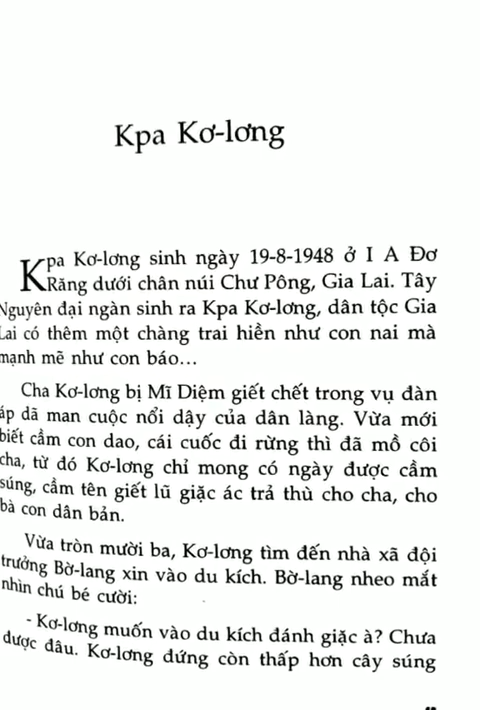 Kpa Kơ-lơng
Kpa Kơ-lơng sinh ngày 19-8-1948 ở I A Đơ
Răng dưới chân núi Chư Pông, Gia Lai. Tây
Nguyên đại ngàn sinh ra Kpa Kơ-lơng, dân tộc Gia
Lai có thêm một chàng trai hiền như con nai mà
mạnh mẽ như con báo...
Cha Kơ-lơng bị Mĩ Diệm giết chết trong vụ đàn
áp dã man cuộc nổi dậy của dân làng. Vừa mới
biết cầm con dao, cái cuốc đi rừng thì đã mồ côi
cha, từ đó Kơ-lơng chỉ mong có ngày được cầm
súng, cầm tên giết lũ giặc ác trả thù cho cha, cho
bà con dân bản.
Vừa tròn mười ba, Kơ-lơng tìm đến nhà xã đội
trưởng Bờ-lang xin vào du kích. Bờ-lang nheo mắt
nhìn chú bé cười:
- Kơ-lơng muốn vào du kích đánh giặc à? Chưa
được đâu. Kơ-lơng đứng còn thấp hơn cây súng